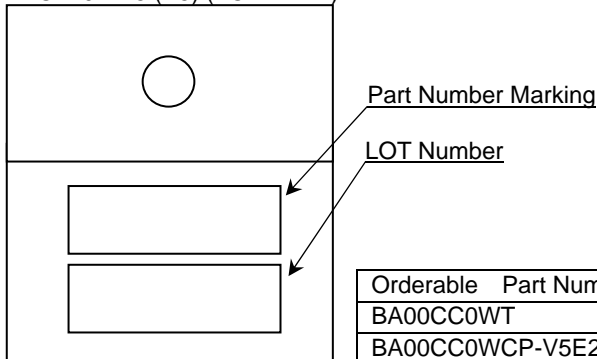 Part Number Marking
LOT Number
Orderable Part Num
BA00CC0WT
BA00CC0WCP-V5E2